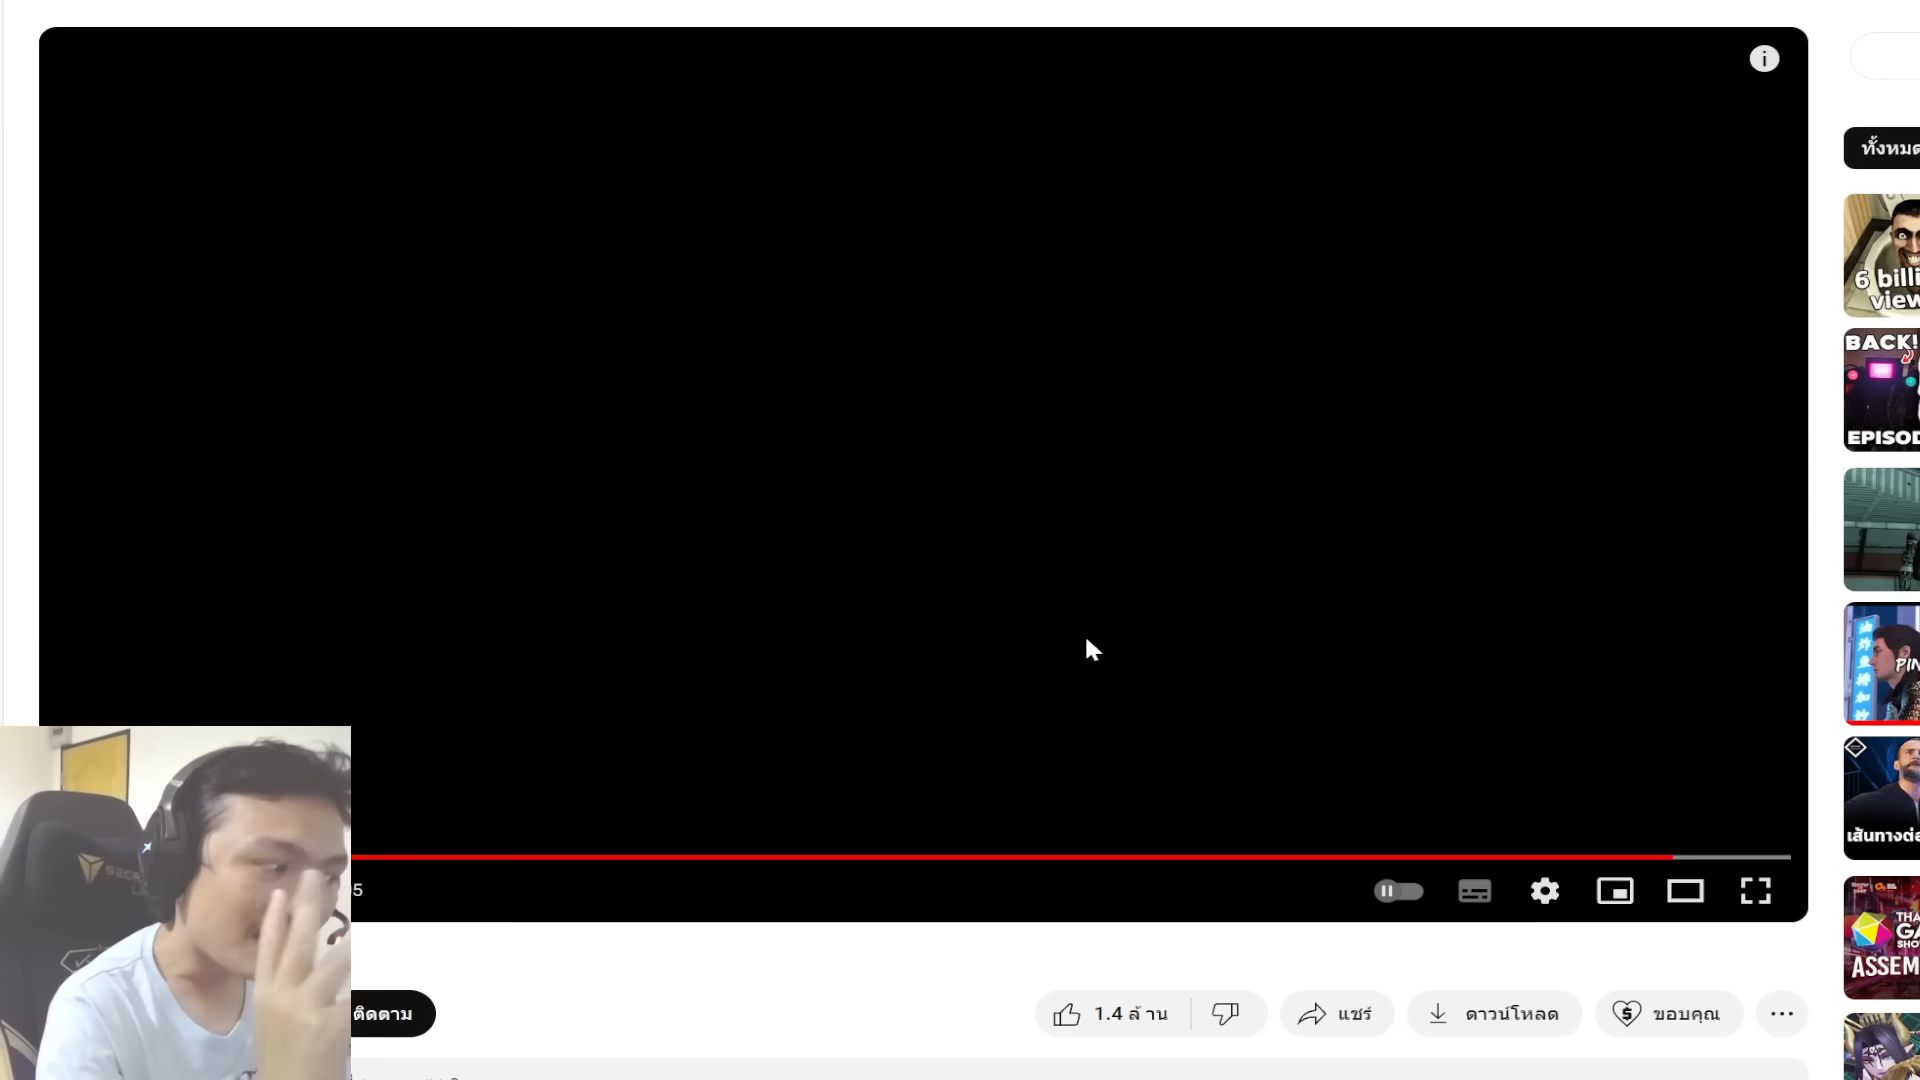 ทั้งหมด
6 billi
view
BACK!
EPISOD
PIN
เส้นทางต่อ
THA
GA
SHO
ASSEM
5
ติดตาม
1.4 ล้าน
แชร์
ดาวน์โหลด
ขอบคุณ